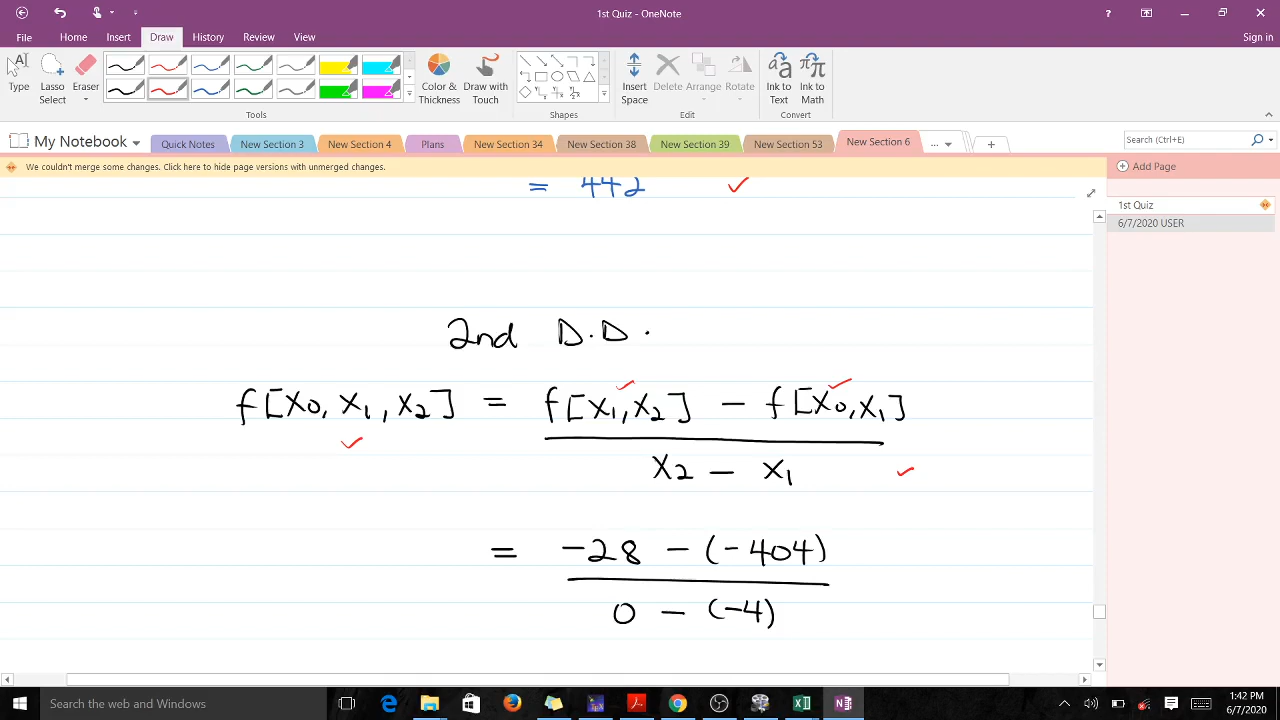 1st Quiz - OneNote
File Home Insert Draw History Review View Sign in
Type Lasso Select Eraser Color & Thickness Draw with Touch Insert Space Delete Arrange Rotate Ink to Text Ink to Math
Tools Shapes Edit Convert
My Notebook Quick Notes New Section 3 New Section 4 Plans New Section 34 New Section 38 New Section 39 New Section 53 New Section 6 ... Search (Ctrl+E)
We couldn't merge some changes. Click here to hide page versions with unmerged changes. Add Page
= 442 ✓
1st Quiz
6/7/2020 USER
2nd D.D.
f[x0, x1, x2] = f[x1, x2] - f[x0, x1]
x2 - x1
= -28 - (-404)
0 - (-4)
Search the web and Windows
1:42 PM
6/7/2020